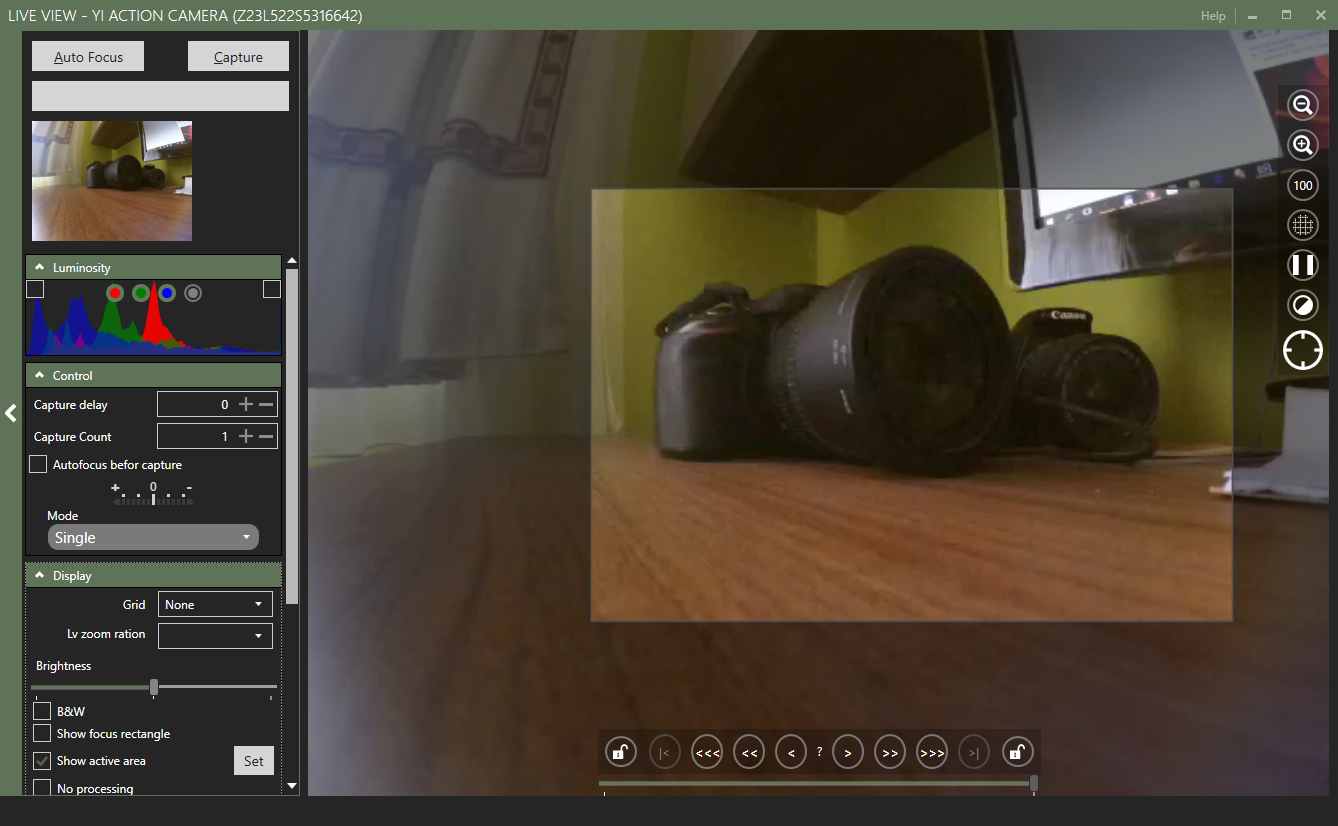 LIVE VIEW - YI ACTION CAMERA (Z23L522S5316642)
Help
Auto Focus
Capture
Luminosity
Control
Capture delay
0
Capture Count
1
Autofocus befor capture
+ 0 -
Mode
Single
Display
Grid
None
Lv zoom ration
Brightness
B&W
Show focus rectangle
Show active area
Set
No processing
100
Canon
|< <<< << < ? > >> >>> >|